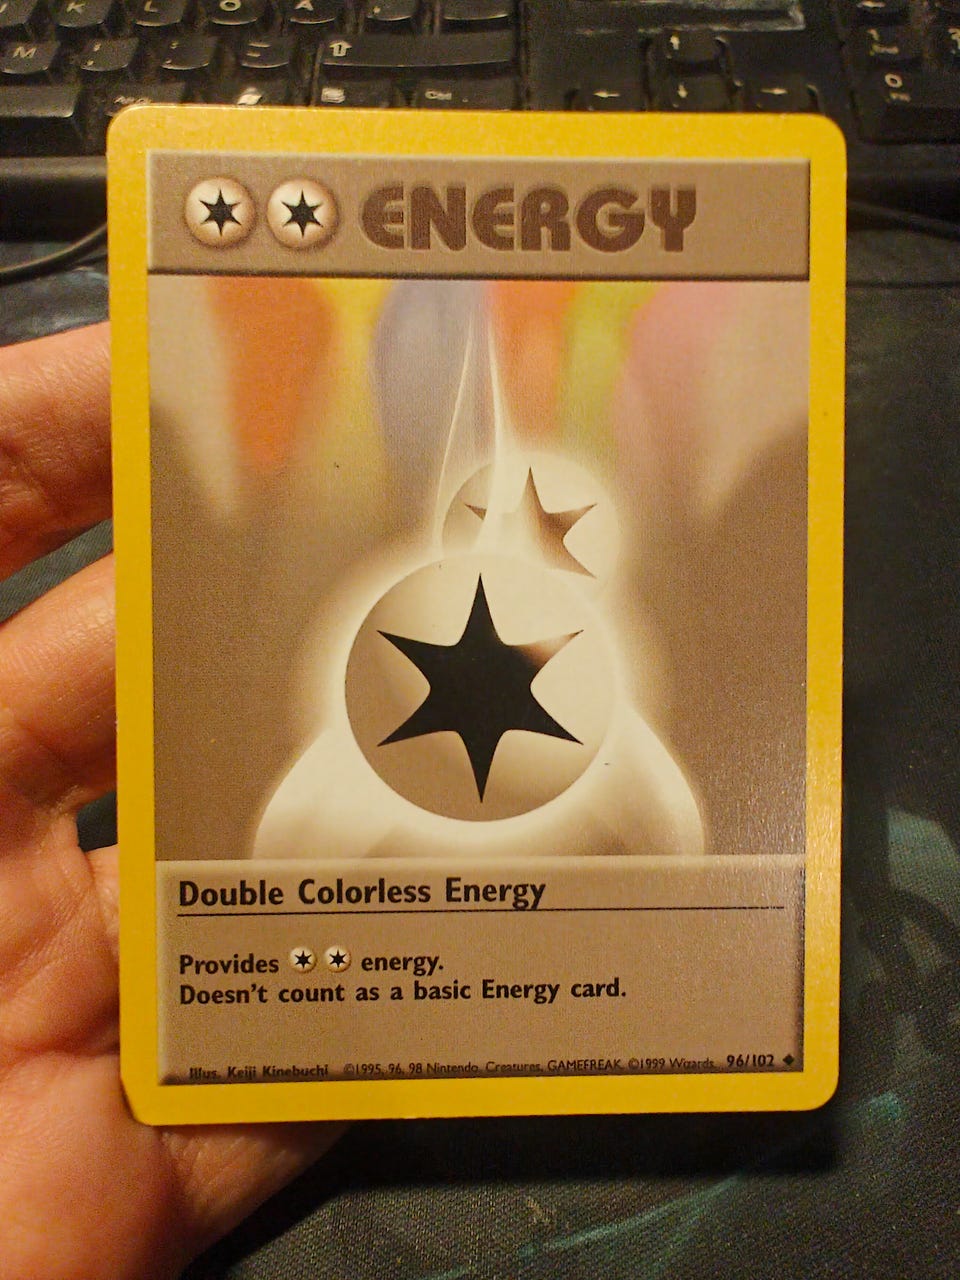 K L Ö Ä
M ; :
0
ENERGY
Double Colorless Energy
Provides energy.
Doesn't count as a basic Energy card.
Illus. Keiji Kinebuchi ©1995, 96, 98 Nintendo, Creatures, GAMEFREAK. ©1999 Wizards. 96/102